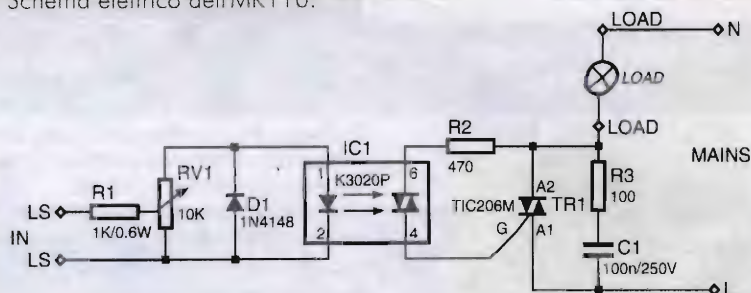 Schema elettrico dell'MK110.
LOAD
N
LOAD
LOAD
MAINS
IC1
R2
470
K3020P
1
6
2
4
R1
1K/0.6W
RV1
10K
D1
1N4148
LS
IN
LS
TIC206M
A2
TR1
G
A1
R3
100
C1
100n/250V
L